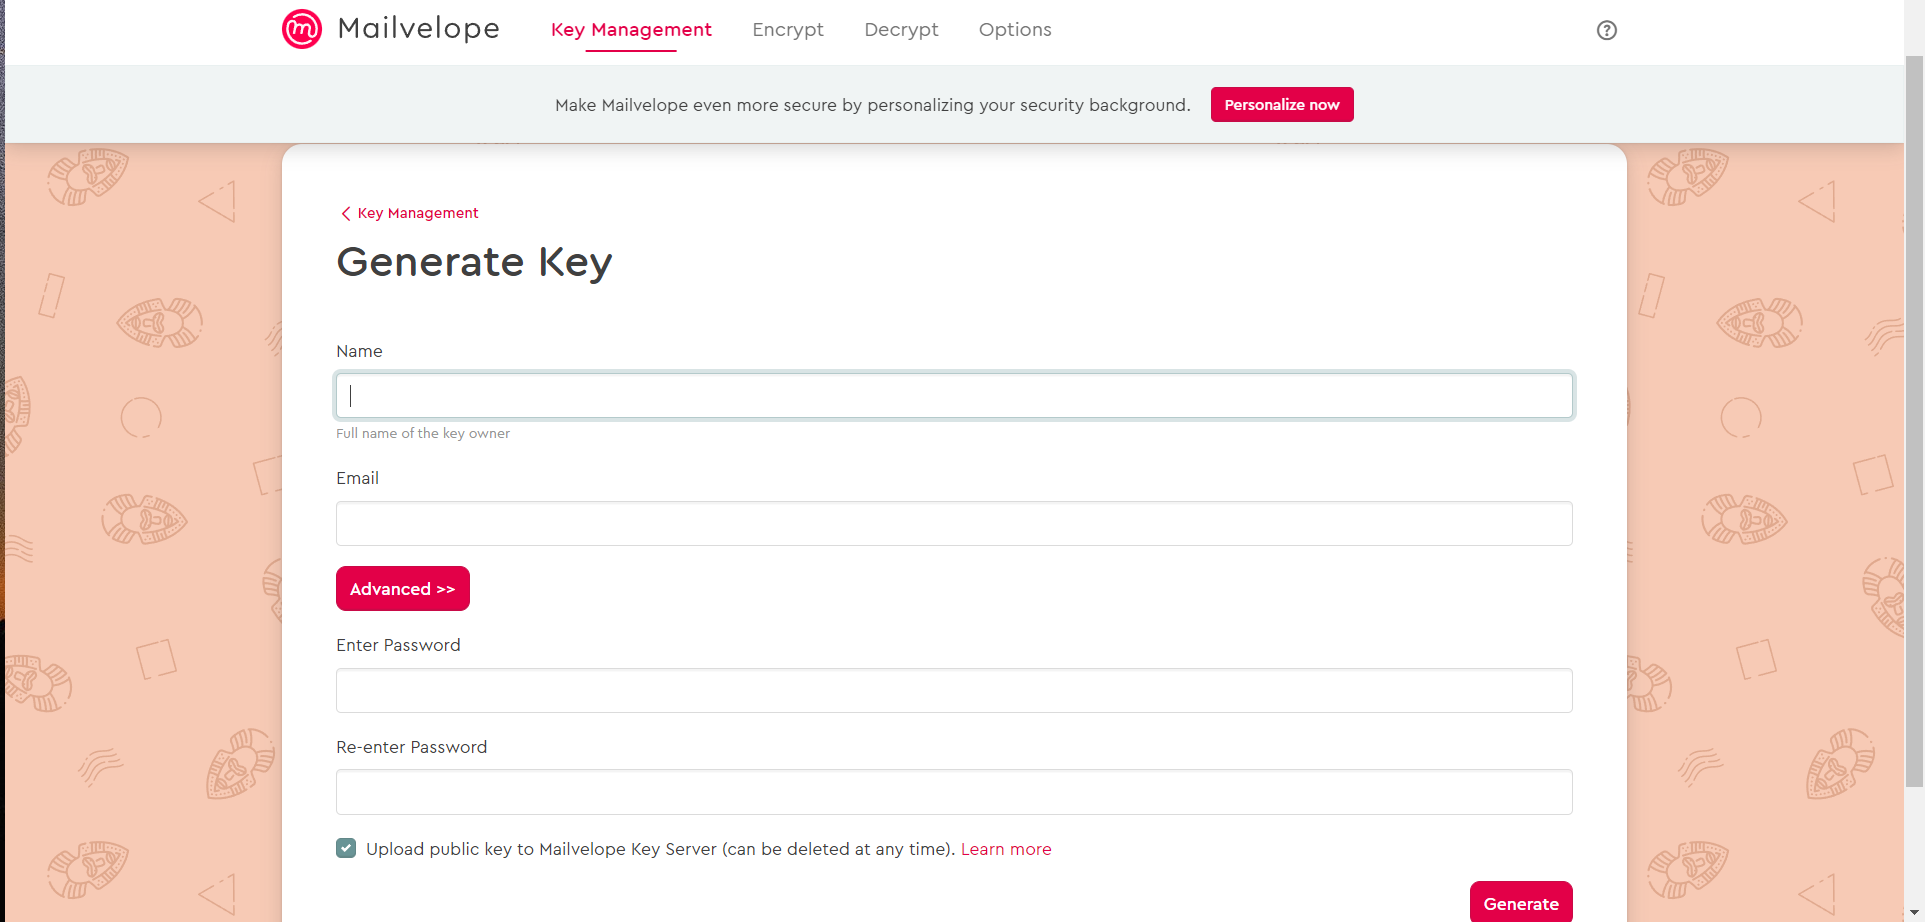 Mailvelope Key Management Encrypt Decrypt Options ?
Make Mailvelope even more secure by personalizing your security background. Personalize now
Key Management
Generate Key
Name
Full name of the key owner
Email
Advanced >>
Enter Password
Re-enter Password
Upload public key to Mailvelope Key Server (can be deleted at any time). Learn more
Generate